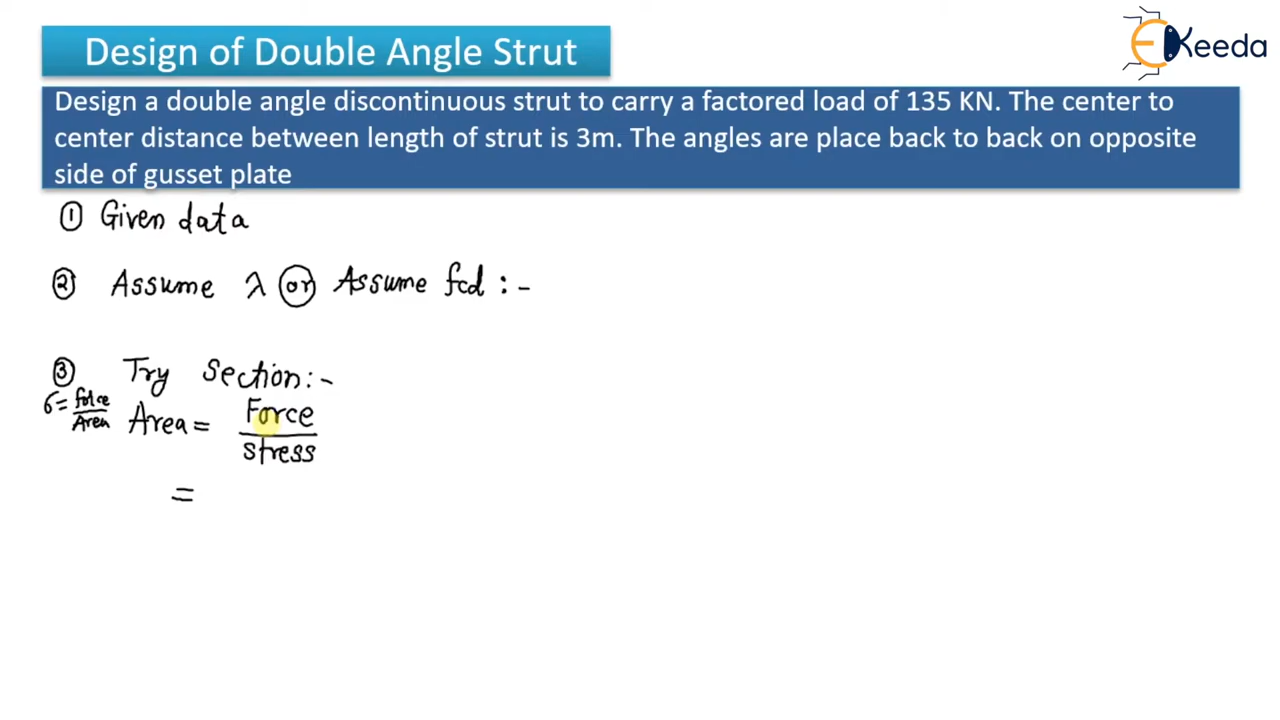 Design of Double Angle Strut
EKeeda
Design a double angle discontinuous strut to carry a factored load of 135 KN. The center to
center distance between length of strut is 3m. The angles are place back to back on opposite
side of gusset plate
① Given data
② Assume λ or Assume fcd : -
③ Try Section: -
σ = force / Area
Area = Force / stress
=